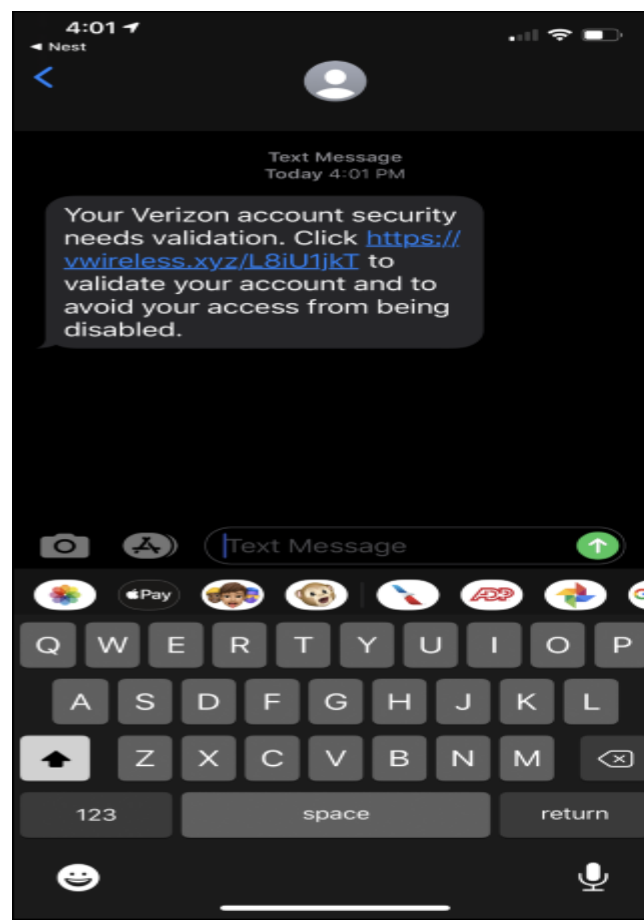 4:01
◀ Nest
Text Message
Today 4:01 PM
Your Verizon account security
needs validation. Click https://
vwireless.xyz/L8iU1jkT to
validate your account and to
avoid your access from being
disabled.
Text Message
Pay
ADP
Q W E R T Y U I O P
A S D F G H J K L
Z X C V B N M
123 space return